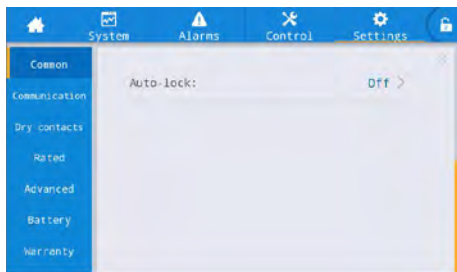 System Alarms Control Settings
Common
Auto-lock: Off >
Communication
Dry contacts
Rated
Advanced
Battery
Warranty